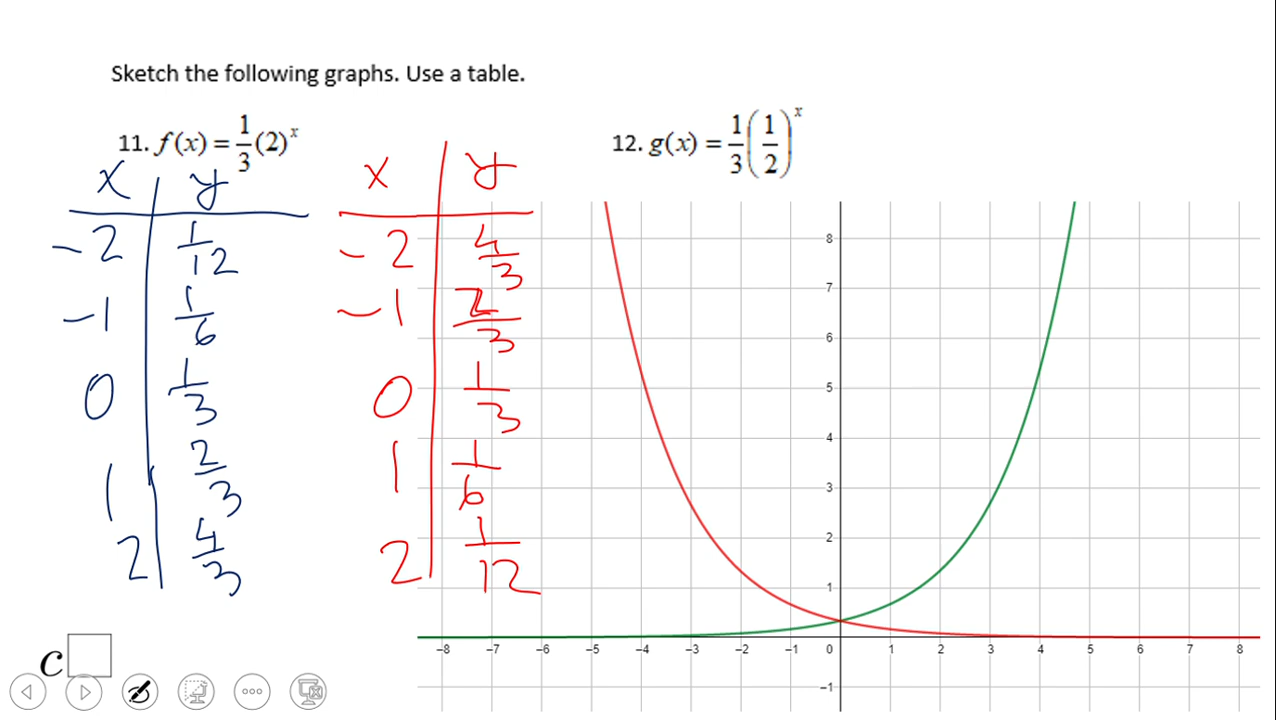 Sketch the following graphs. Use a table.
11. f(x) = 1/3 (2)^x
12. g(x) = 1/3 (1/2)^x
x | y
-2 | 1/12
-1 | 1/6
0 | 1/3
1 | 2/3
2 | 4/3
x | y
-2 | 4/3
-1 | 2/3
0 | 1/3
1 | 1/6
2 | 1/12
8
7
6
5
4
3
2
1
-8 -7 -6 -5 -4 -3 -2 -1 0 1 2 3 4 5 6 7 8
-1
C